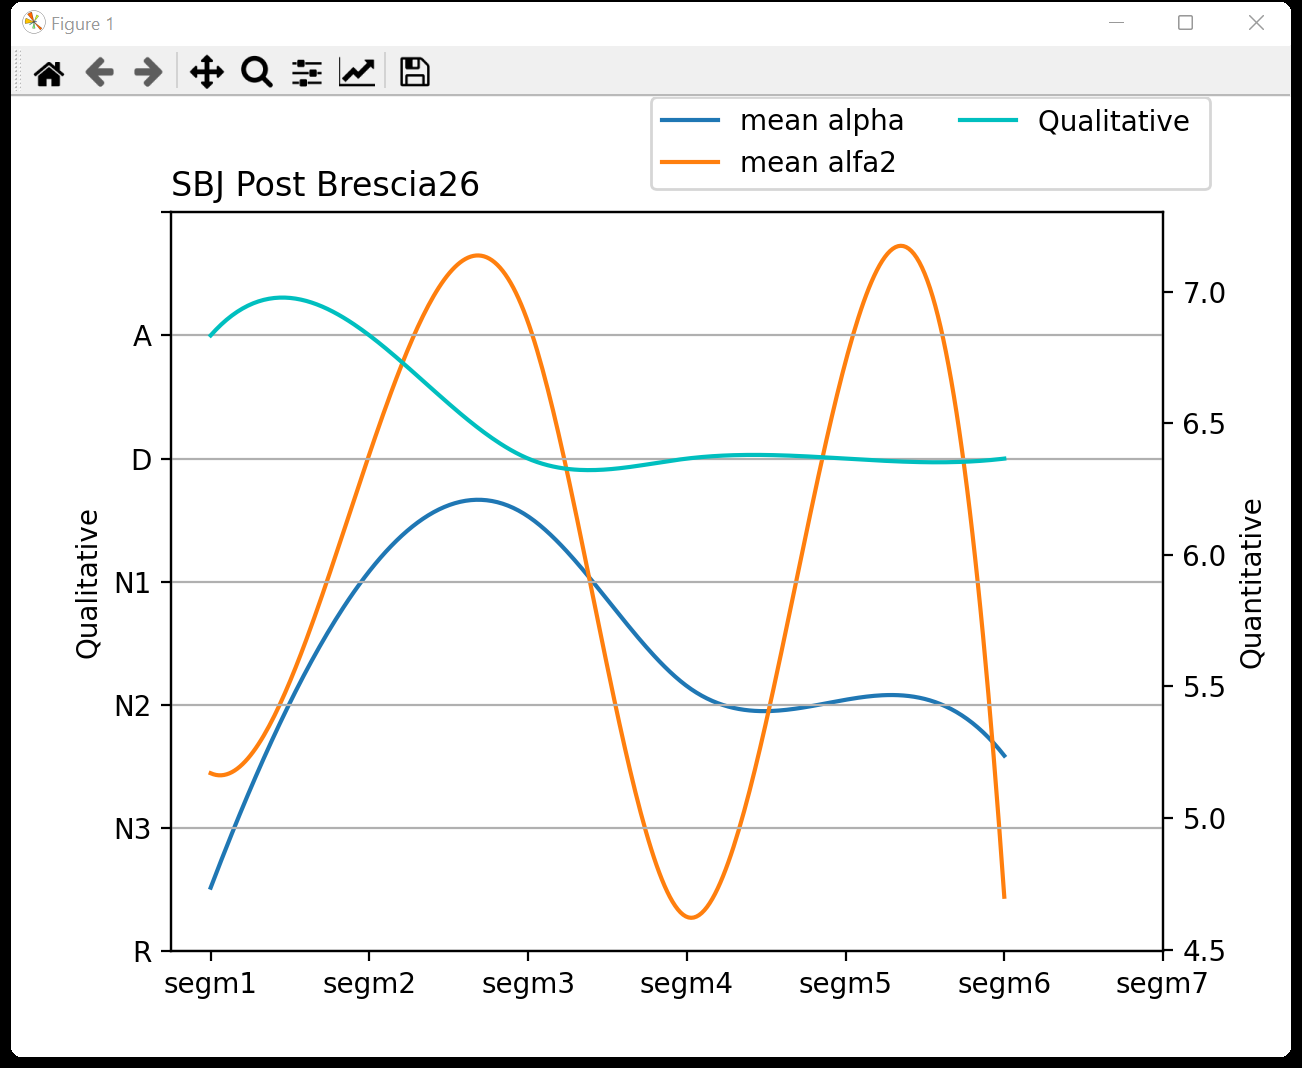 Figure 1
mean alpha
mean alfa2
Qualitative
SBJ Post Brescia26
Qualitative
A
D
N1
N2
N3
R
7.0
6.5
6.0
5.5
5.0
4.5
Quantitative
segm1 segm2 segm3 segm4 segm5 segm6 segm7